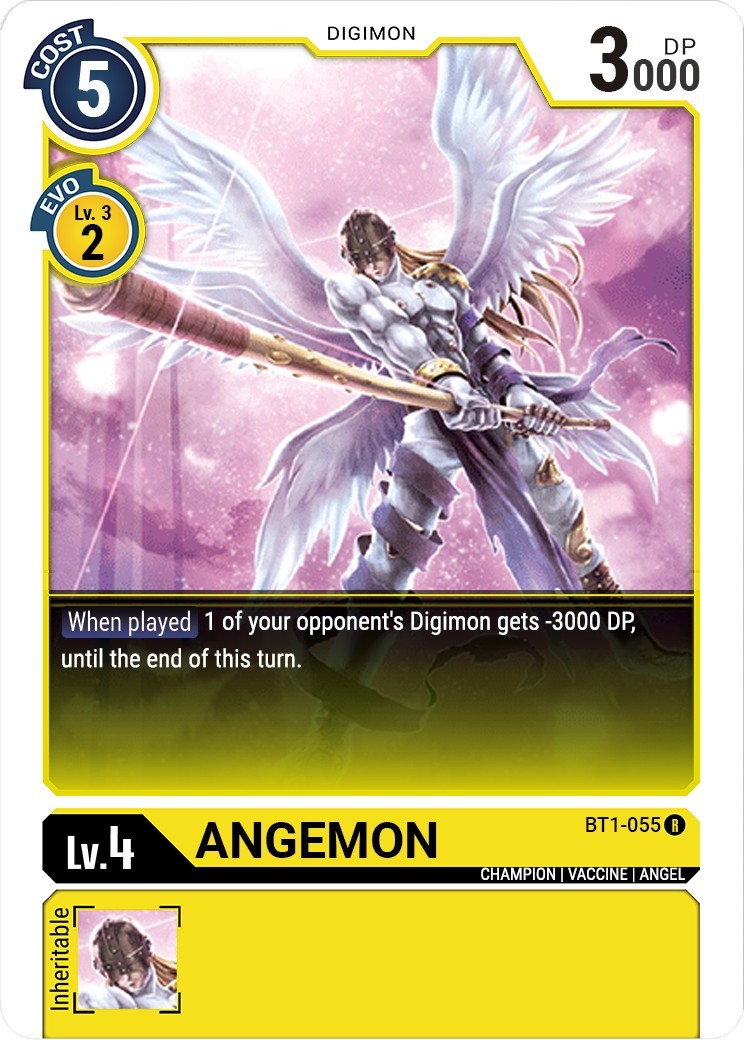 COST
5
DIGIMON
3000
DP
EVO
Lv. 3
2
When played 1 of your opponent's Digimon gets -3000 DP,
until the end of this turn.
Lv.4
ANGEMON
BT1-055 R
CHAMPION | VACCINE | ANGEL
Inheritable